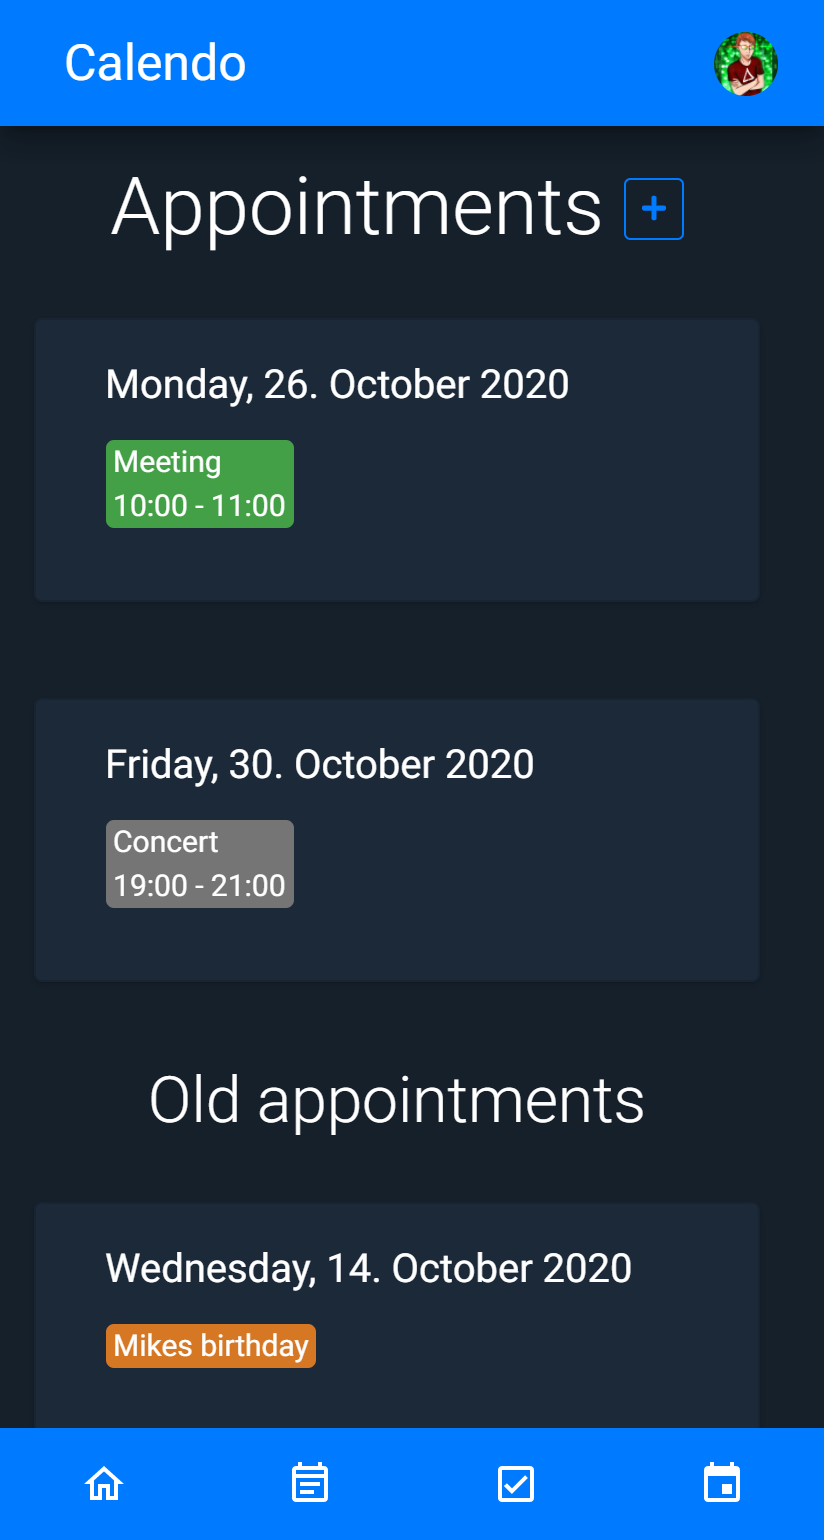 Calendo
Appointments
Monday, 26. October 2020
Meeting
10:00 - 11:00
Friday, 30. October 2020
Concert
19:00 - 21:00
Old appointments
Wednesday, 14. October 2020
Mikes birthday